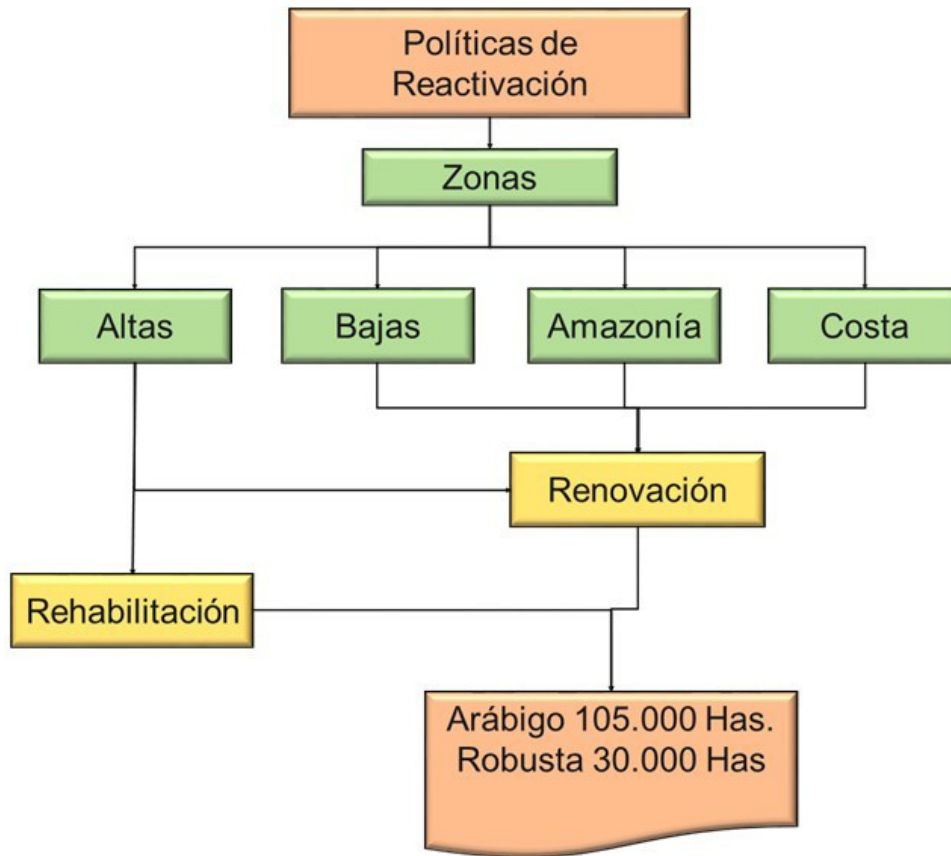 Políticas de
Reactivación
Zonas
Altas
Bajas
Amazonía
Costa
Renovación
Rehabilitación
Arábigo 105.000 Has.
Robusta 30.000 Has